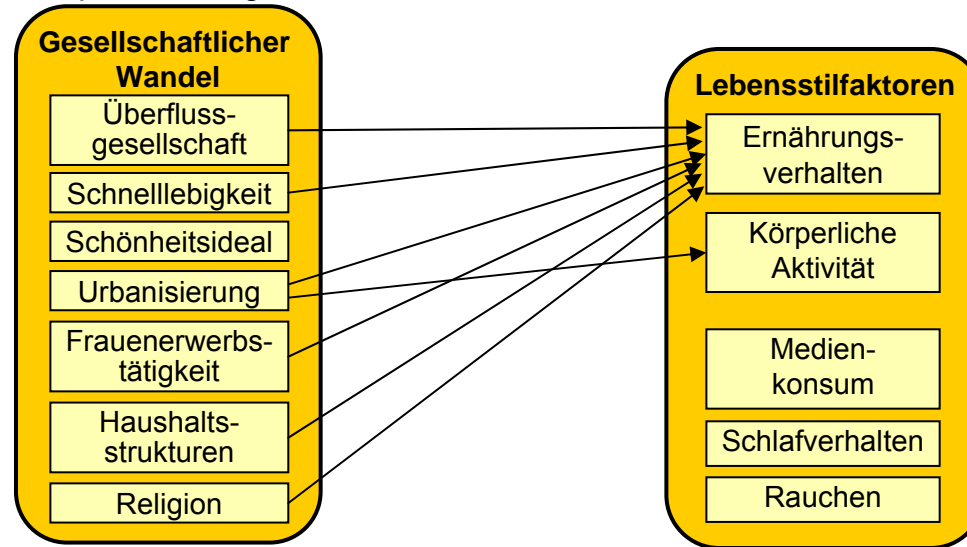 Gesellschaftlicher
Wandel
Überfluss-
gesellschaft
Schnelllebigkeit
Schönheitsideal
Urbanisierung
Frauenerwerbs-
tätigkeit
Haushalts-
strukturen
Religion
Lebensstilfaktoren
Ernährungs-
verhalten
Körperliche
Aktivität
Medien-
konsum
Schlafverhalten
Rauchen